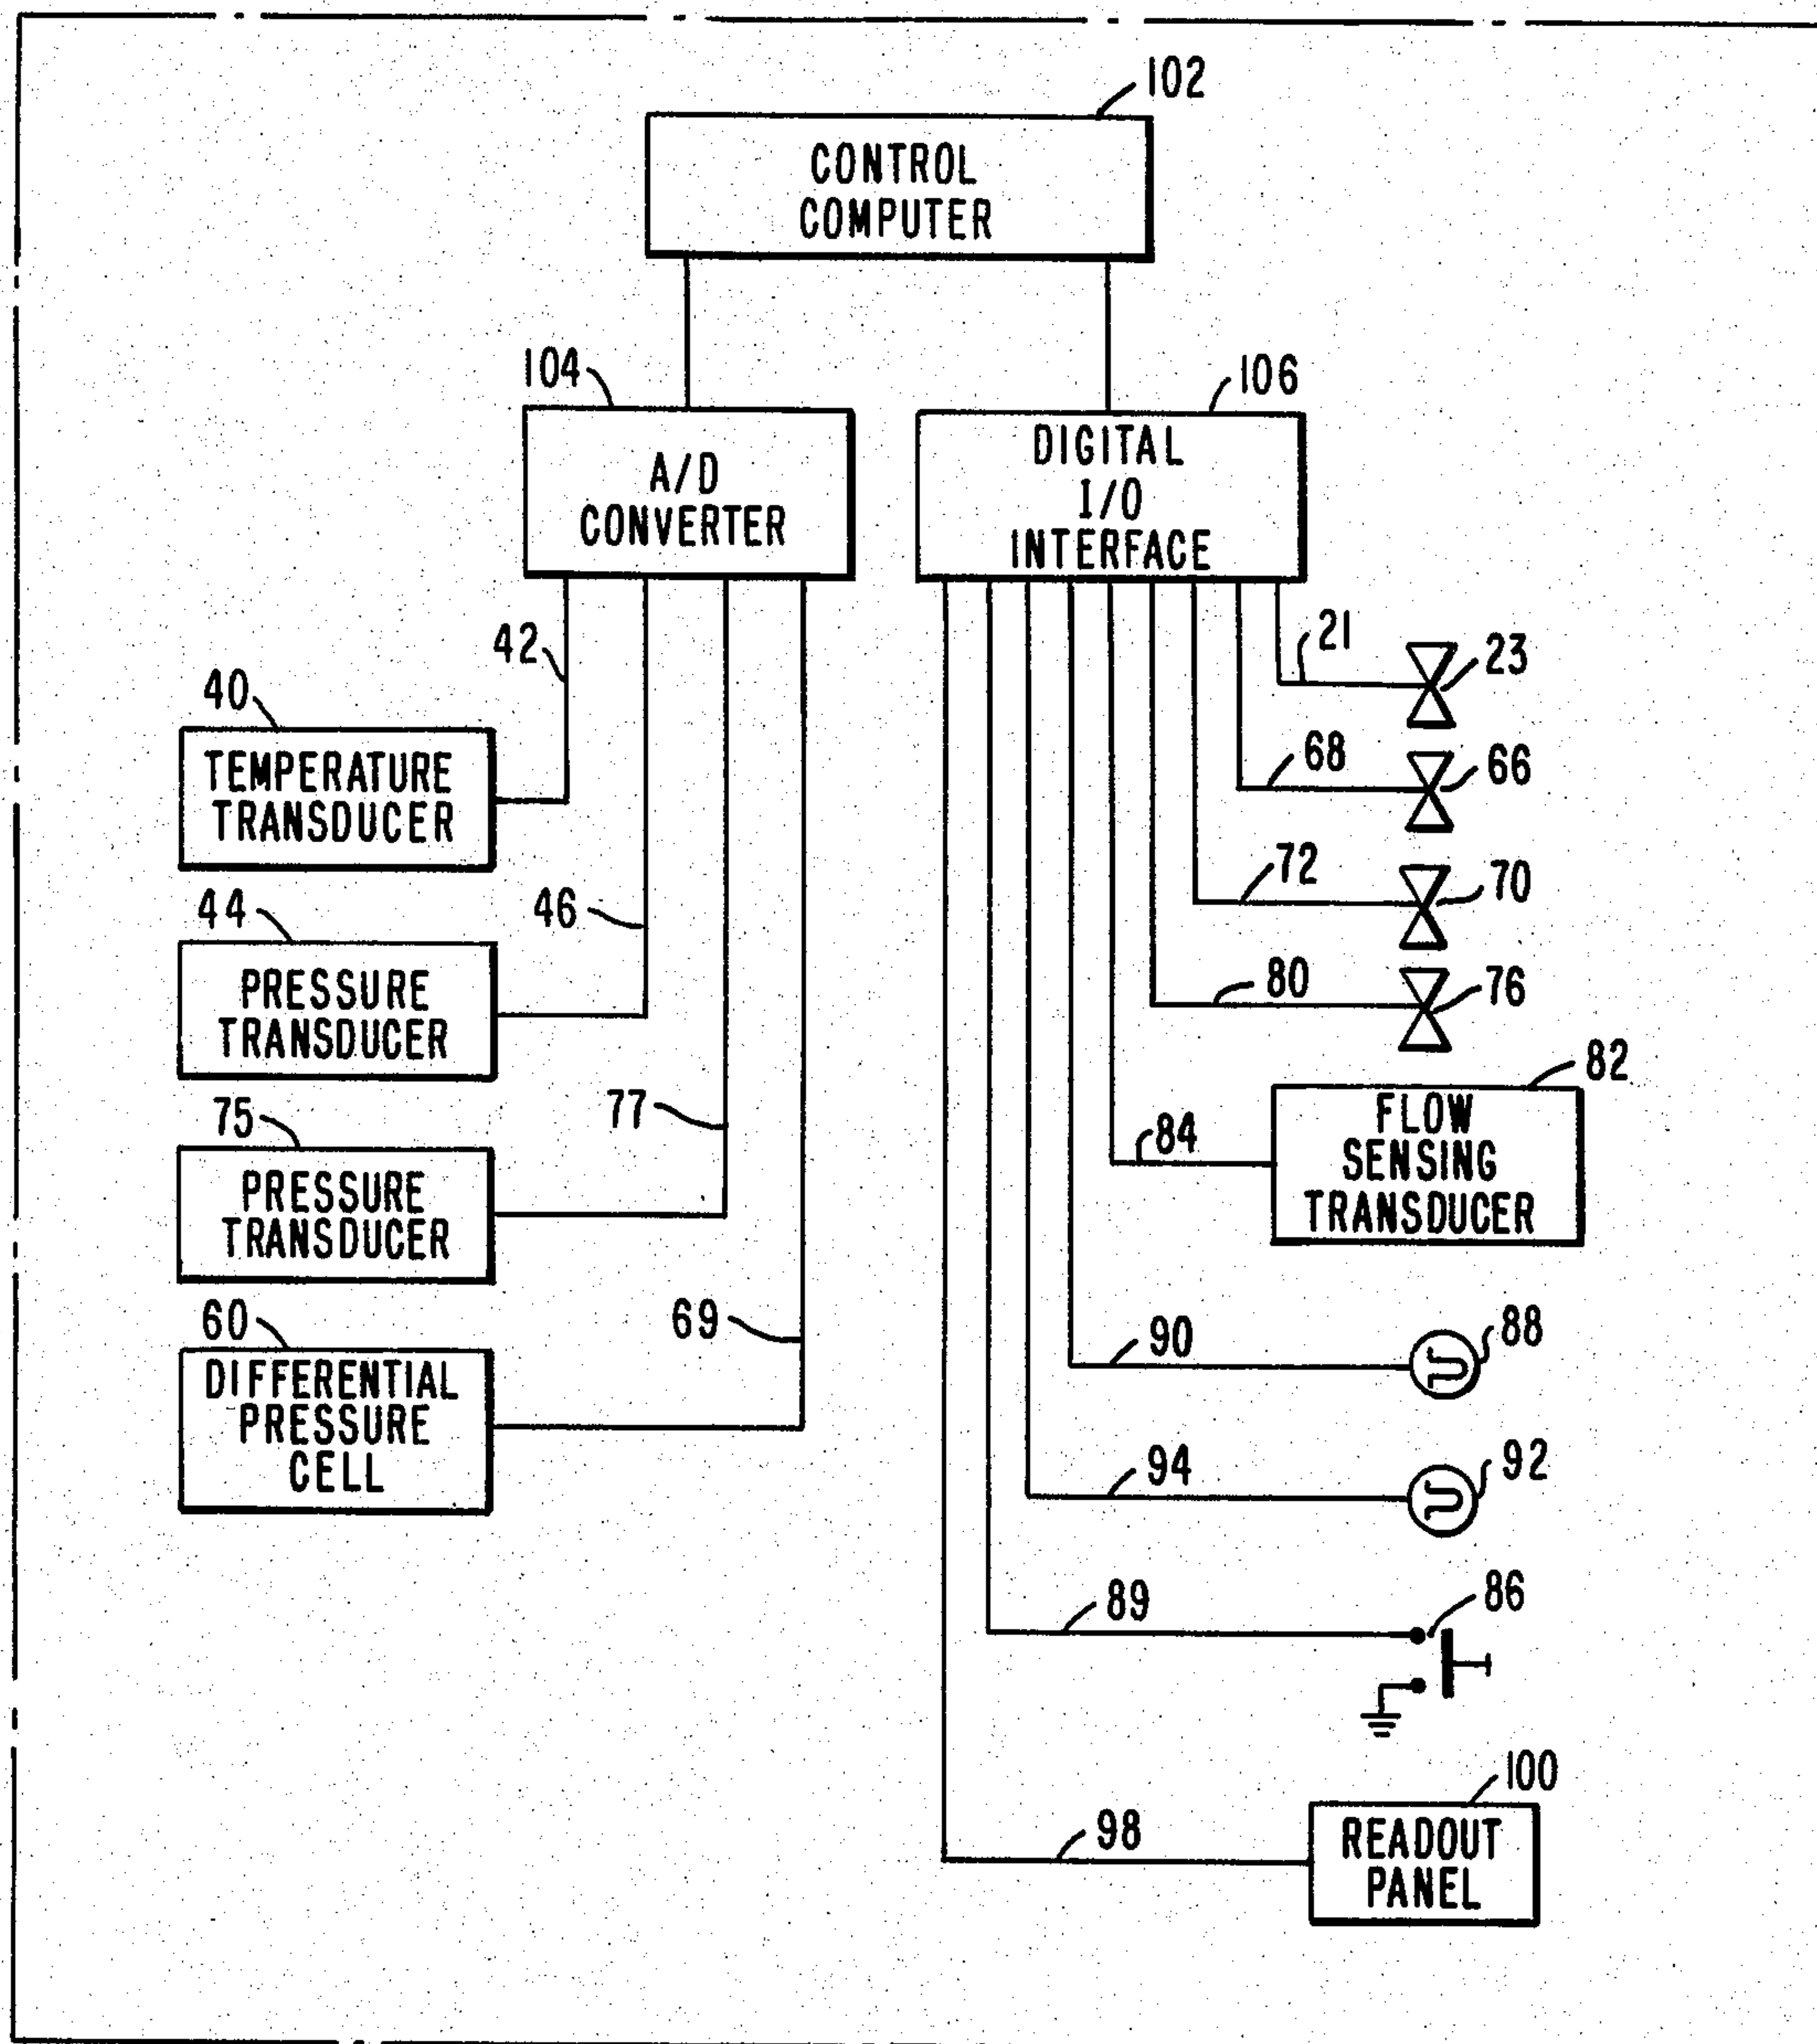 102
CONTROL
COMPUTER
104
106
A/D
CONVERTER
DIGITAL
I/O
INTERFACE
42
21
23
40
TEMPERATURE
TRANSDUCER
68
66
44
46
72
70
PRESSURE
TRANSDUCER
80
76
75
77
82
PRESSURE
TRANSDUCER
84
FLOW
SENSING
TRANSDUCER
60
69
DIFFERENTIAL
PRESSURE
CELL
90
88
94
92
89
86
98
100
READOUT
PANEL